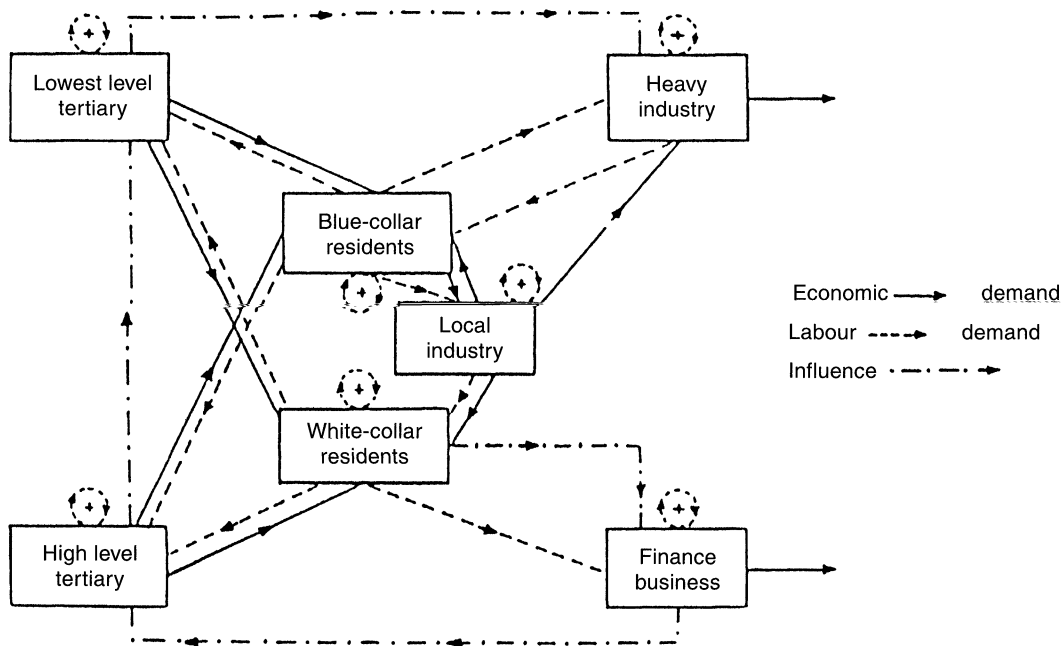 +
+
Lowest level
tertiary
Heavy
industry
Blue-collar
residents
+
+
Local
industry
Economic demand
Labour demand
Influence
+
White-collar
residents
+
+
High level
tertiary
Finance
business